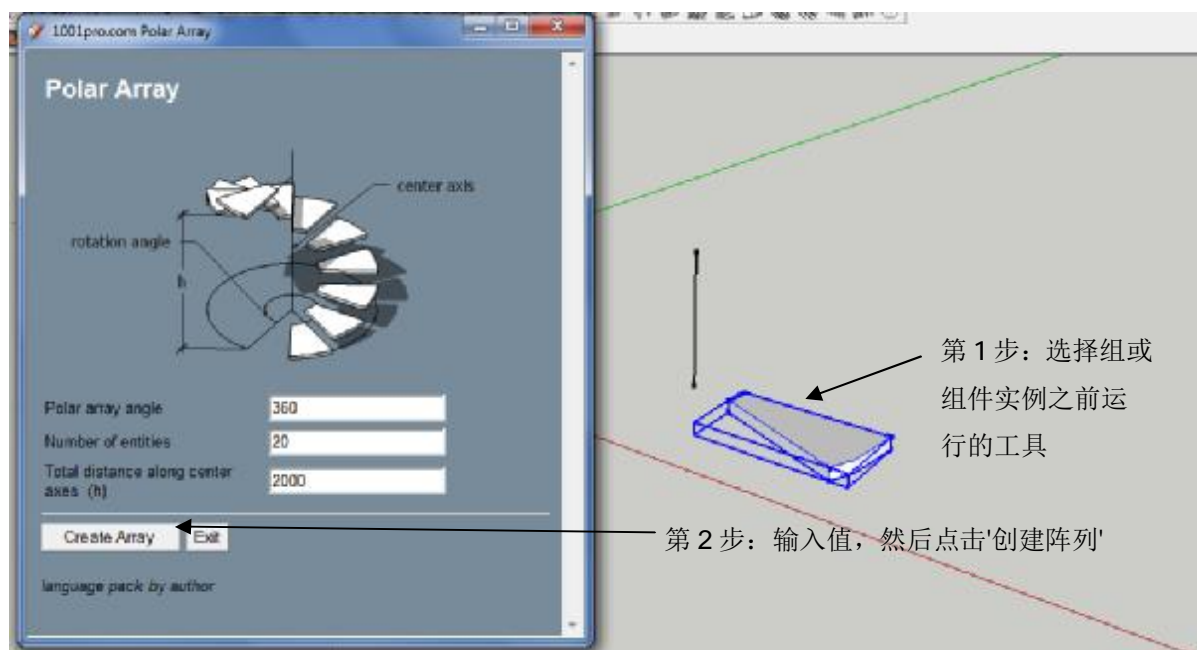 1001pro.com Polar Array
Polar Array
center axis
rotation angle
h
Polar array angle
360
Number of entities
20
Total distance along center
axes (h)
2000
Create Array
Exit
language pack by author
第 1 步：选择组或
组件实例之前运
行的工具
第 2 步：输入值，然后点击'创建阵列'